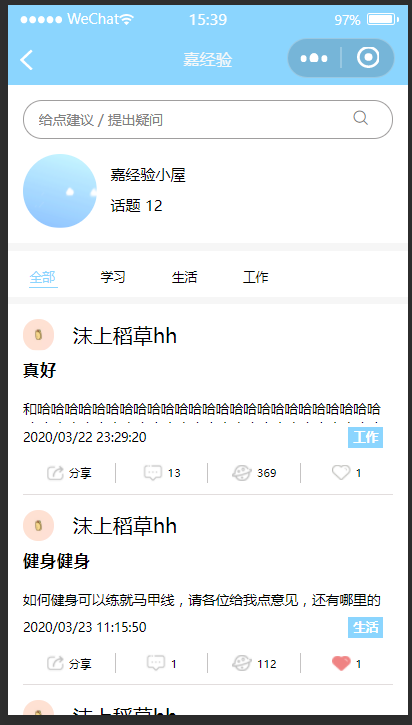 WeChat 15:39 97%
嘉经验
给点建议 / 提出疑问
嘉经验小屋
话题 12
全部 学习 生活 工作
沫上稻草hh
真好
和哈哈哈哈哈哈哈哈哈哈哈哈哈哈哈哈哈哈哈哈哈哈哈哈哈
2020/03/22 23:29:20 工作
分享 13 369 1
沫上稻草hh
健身健身
如何健身可以练就马甲线，请各位给我点意见，还有哪里的
2020/03/23 11:15:50 生活
分享 1 112 1
沫上稻草hh